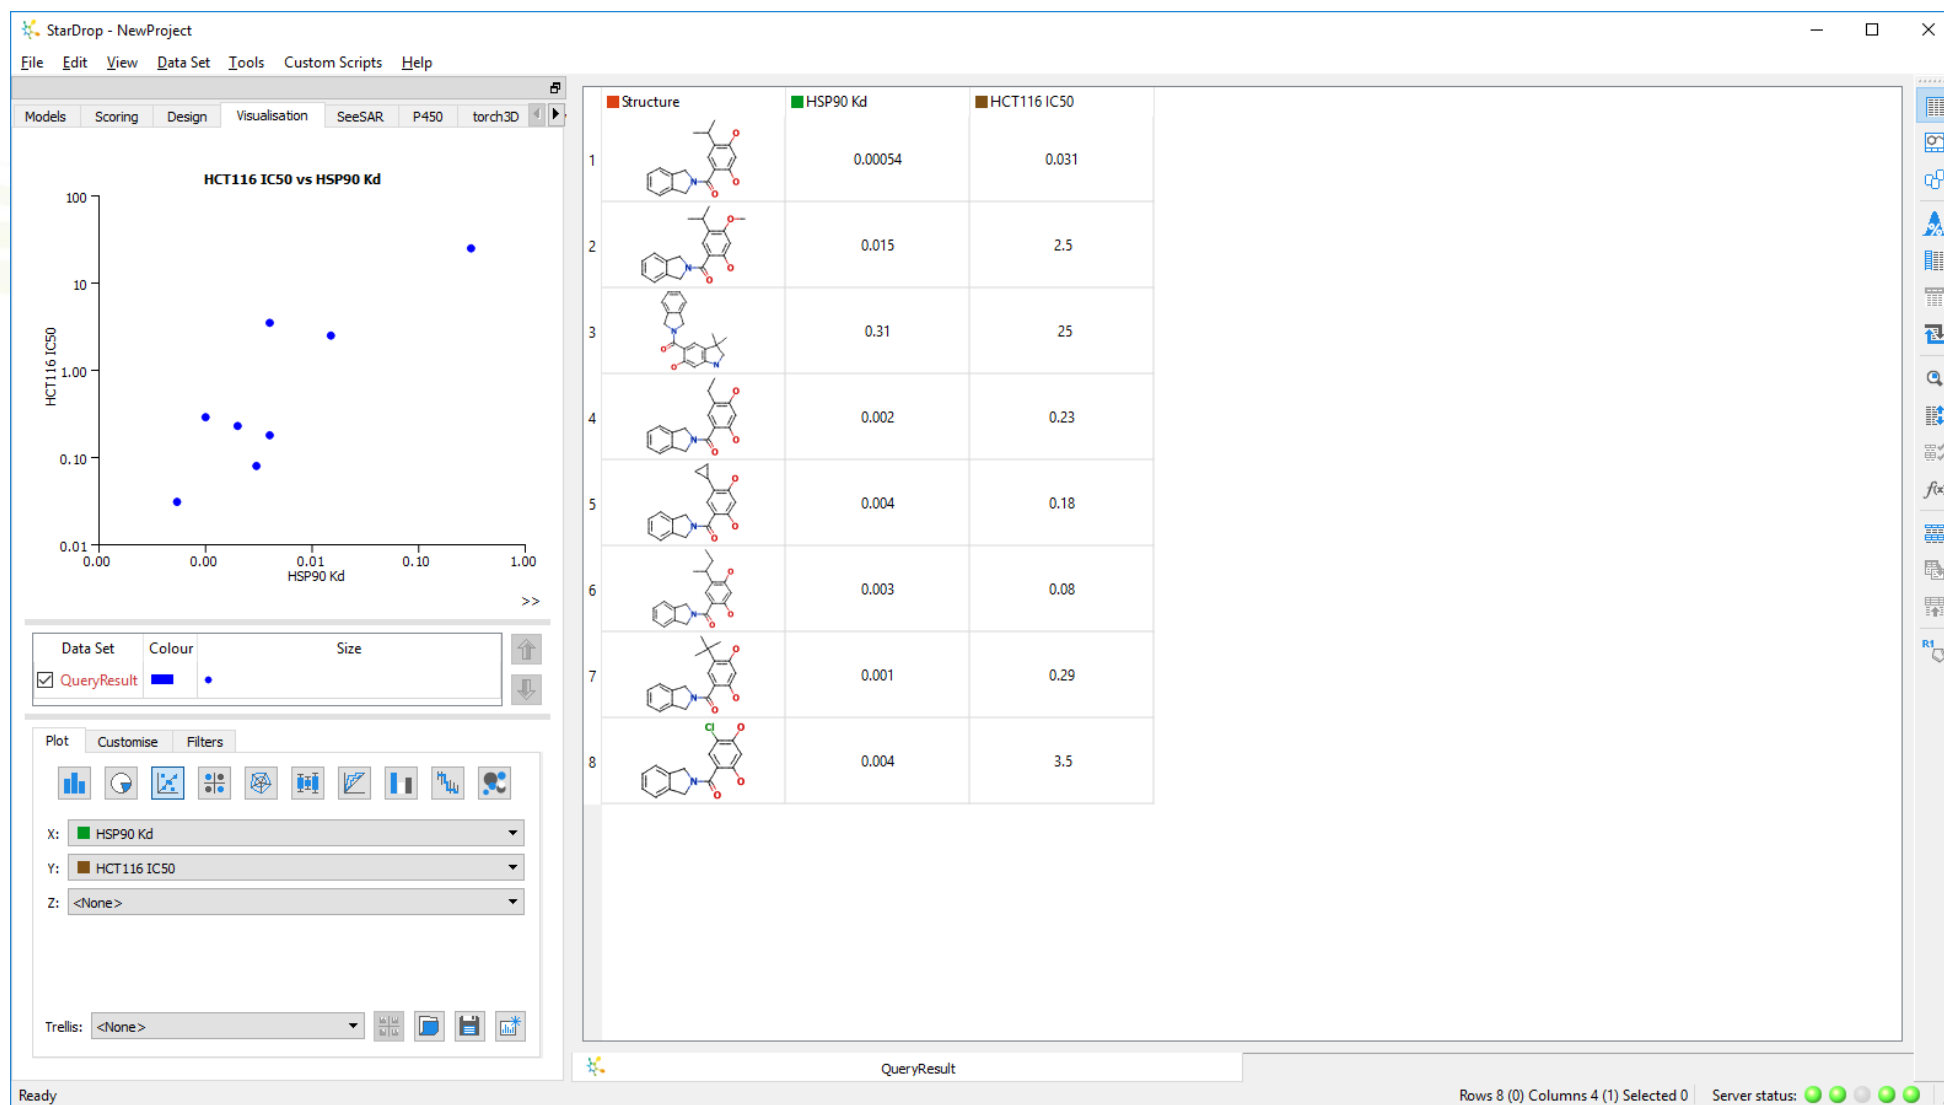 StarDrop - NewProject
File Edit View Data Set Tools Custom Scripts Help
Models Scoring Design Visualisation SeeSAR P450 torch3D
HCT116 IC50 vs HSP90 Kd
100
10
1.00
0.10
0.01
HCT116 IC50
0.00 0.00 0.01 0.10 1.00
HSP90 Kd
>>
Data Set Colour Size
QueryResult
Plot Customise Filters
X: HSP90 Kd
Y: HCT116 IC50
Z: <None>
Trellis: <None>
Structure HSP90 Kd HCT116 IC50
1 0.00054 0.031
2 0.015 2.5
3 0.31 25
4 0.002 0.23
5 0.004 0.18
6 0.003 0.08
7 0.001 0.29
8 0.004 3.5
QueryResult
Ready
Rows 8 (0) Columns 4 (1) Selected 0 Server status: